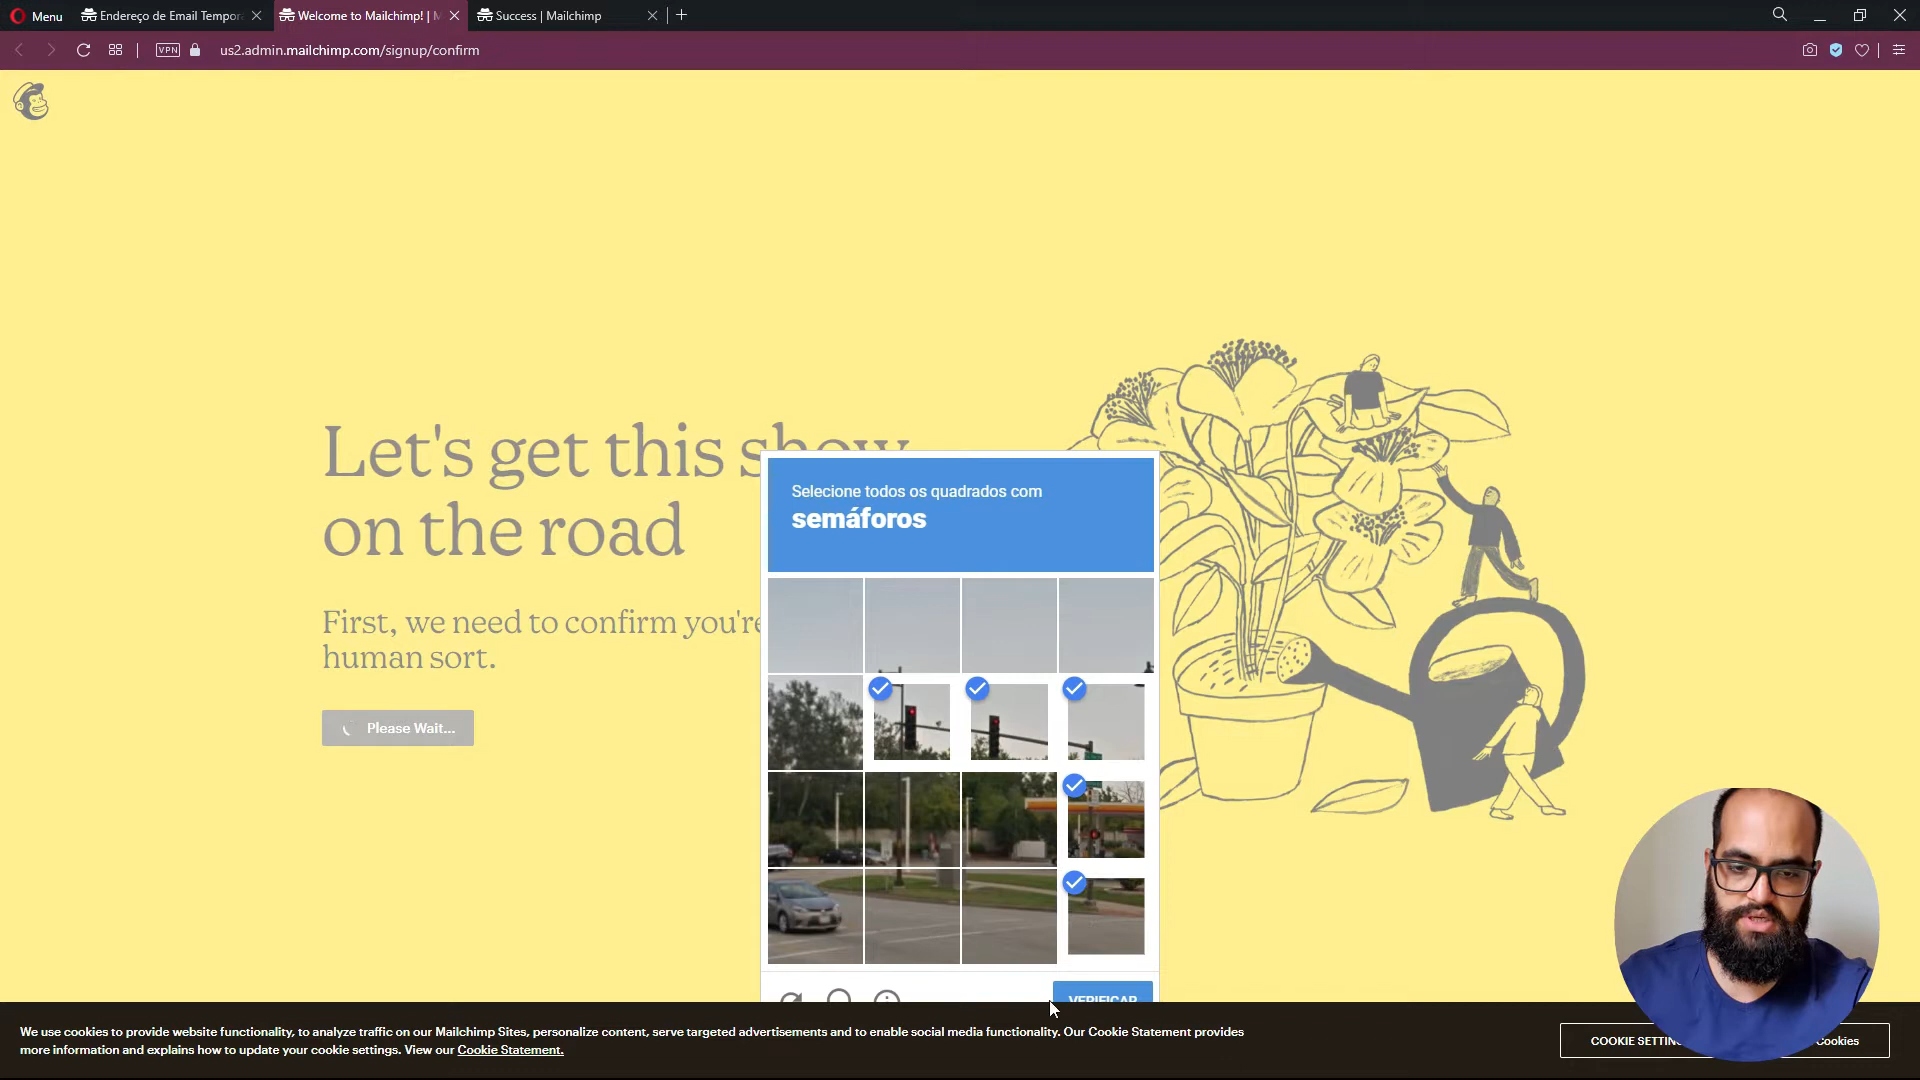 Menu
Endereço de Email Tempor
Welcome to Mailchimp! | M
Success | Mailchimp
VPN
us2.admin.mailchimp.com/signup/confirm
Let's get this show
on the road
First, we need to confirm you're
human sort.
Please Wait...
Selecione todos os quadrados com
semáforos
VERIFICAR
We use cookies to provide website functionality, to analyze traffic on our Mailchimp Sites, personalize content, serve targeted advertisements and to enable social media functionality. Our Cookie Statement provides
more information and explains how to update your cookie settings. View our Cookie Statement.
COOKIE SETTIN
Cookies